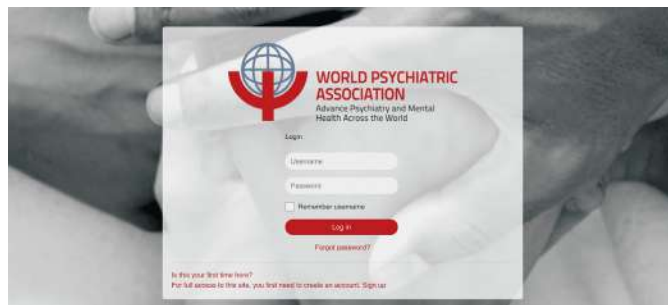 WORLD PSYCHIATRIC
ASSOCIATION
Advance Psychiatry and Mental
Health Across the World
Login
Username
Password
Remember username
Log in
Forgot password?
Is this your first time here?
For full access to this site, you first need to create an account. Sign up